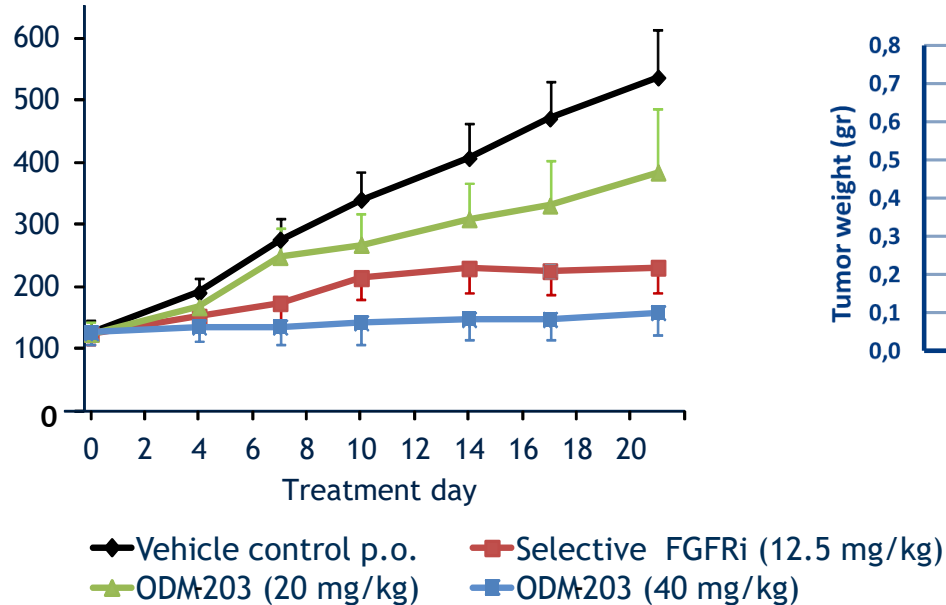 600
500
400
300
200
100
0
0 2 4 6 8 10 12 14 16 18 20
Treatment day
Vehicle control p.o.
Selective FGFRi (12.5 mg/kg)
ODM-203 (20 mg/kg)
ODM-203 (40 mg/kg)
Tumor weight (gr)
0,8
0,7
0,6
0,5
0,4
0,3
0,2
0,1
0,0